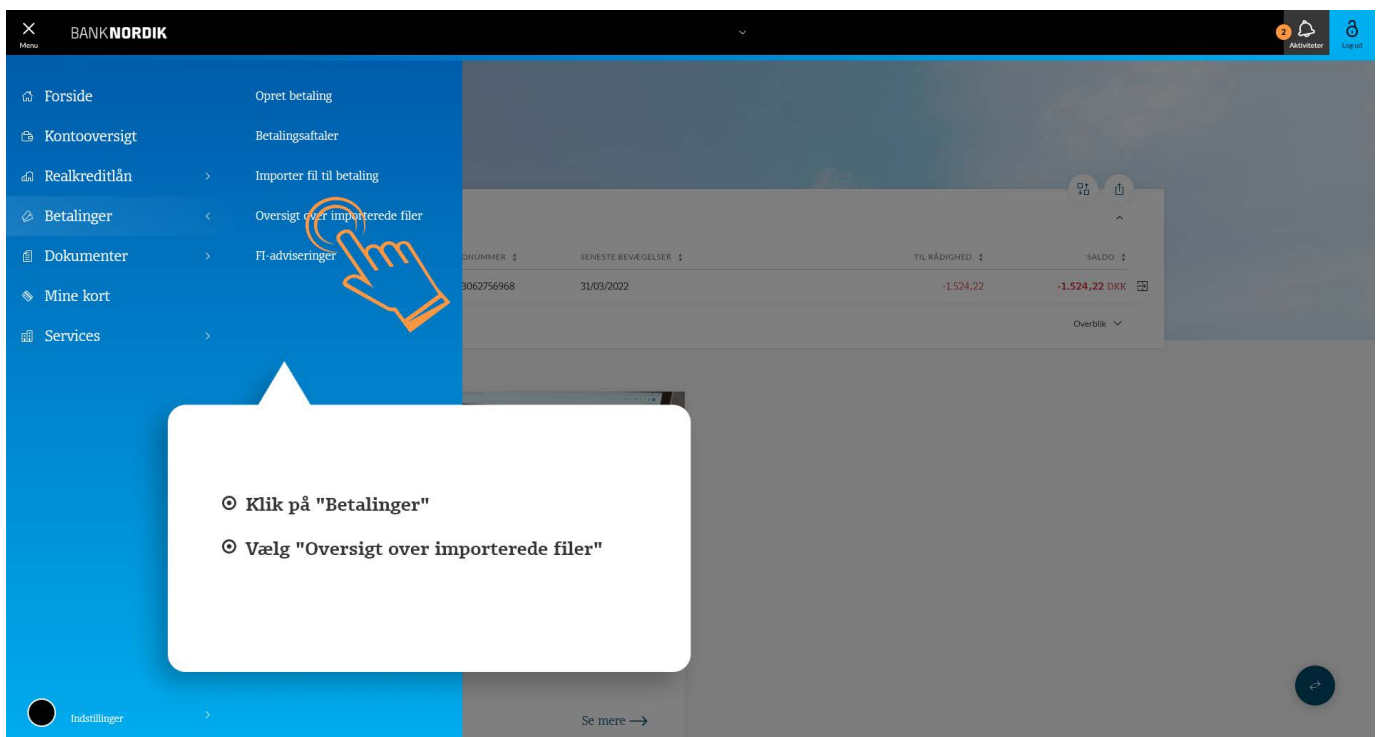 Menu
BANKNORDIK
2
Aktiviteter
Log ud
Forside
Kontooversigt
Realkreditlån
Betalinger
Dokumenter
Mine kort
Services
Opret betaling
Betalingsaftaler
Importer fil til betaling
Oversigt over importerede filer
FI-adviseringer
ONUMMER SENESTE BEVÆGELSER TIL RÅDIGHED SALDO
3062756968 31/03/2022 -1.524,22 -1.524,22 DKK
Overblik
Klik på "Betalinger"
Vælg "Oversigt over importerede filer"
Indstillinger
Se mere